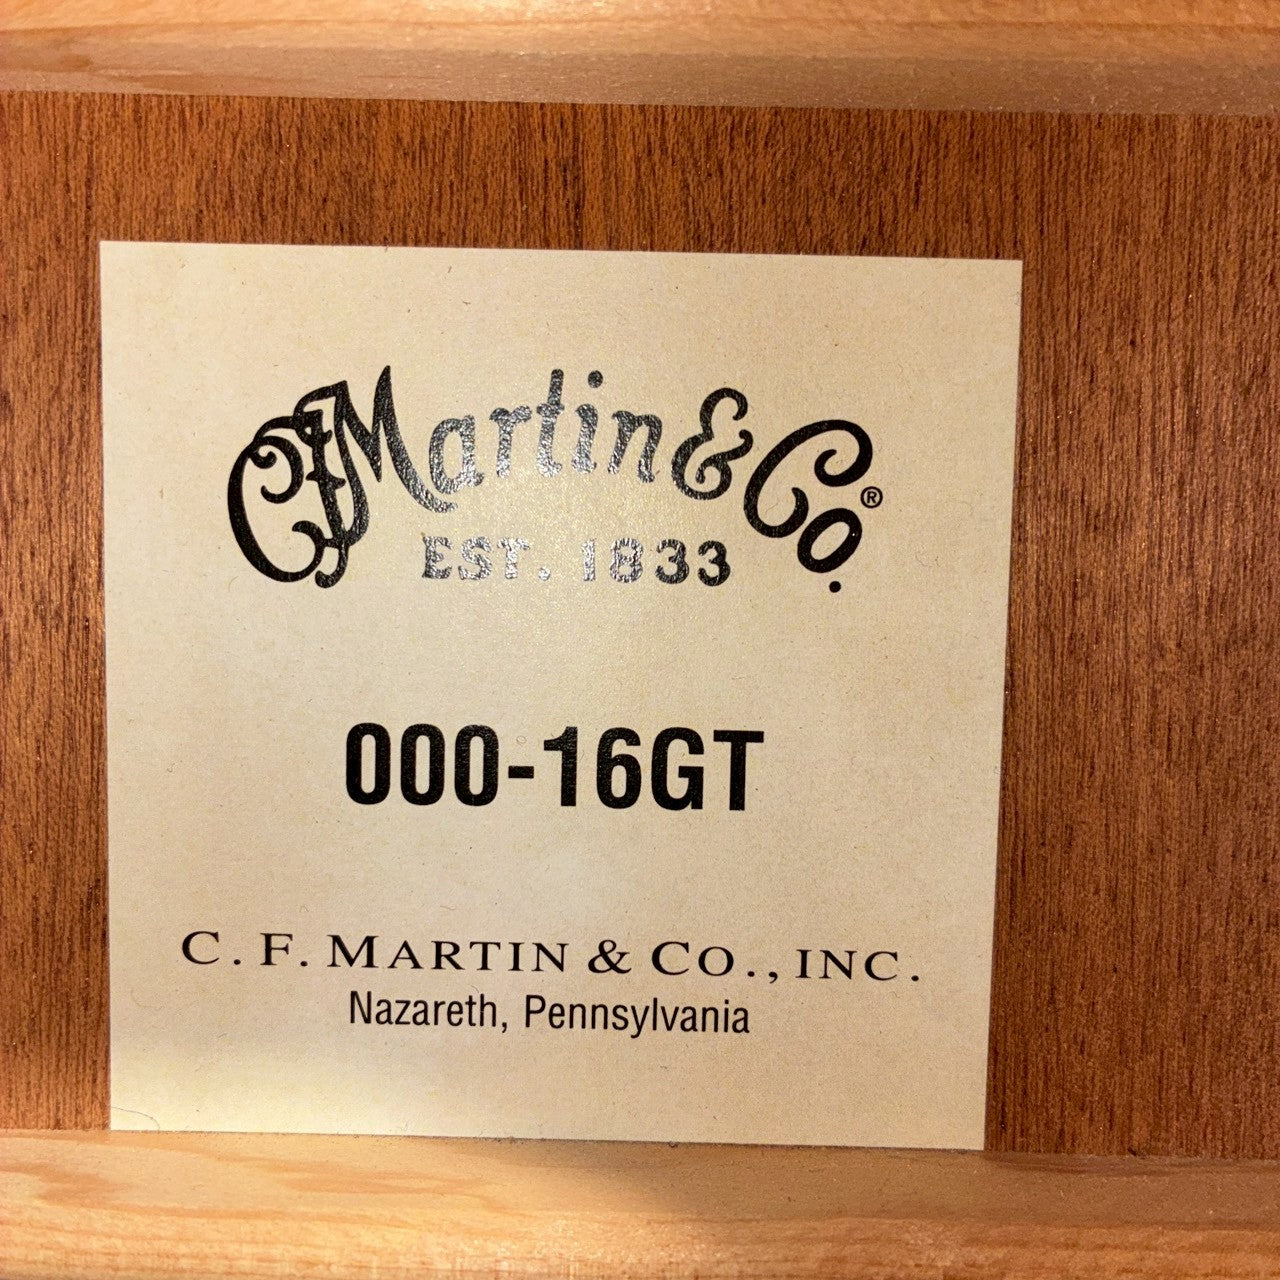 CFMartin & Co.®
EST. 1833
000-16GT
C. F. MARTIN & CO., INC.
Nazareth, Pennsylvania